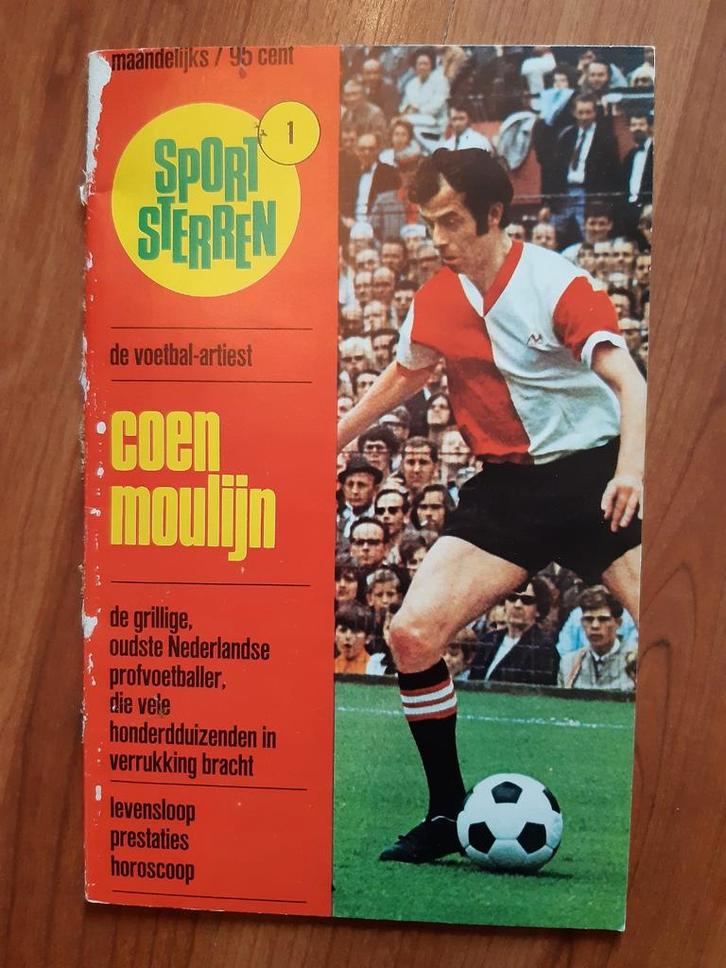 maandelijks / 95 cent
1
SPORT
STERREN
de voetbal-artiest
coen
moulijn
de grillige,
oudste Nederlandse
profvoetballer,
die vele
honderdduizenden in
verrukking bracht
levensloop
prestaties
horoscoop